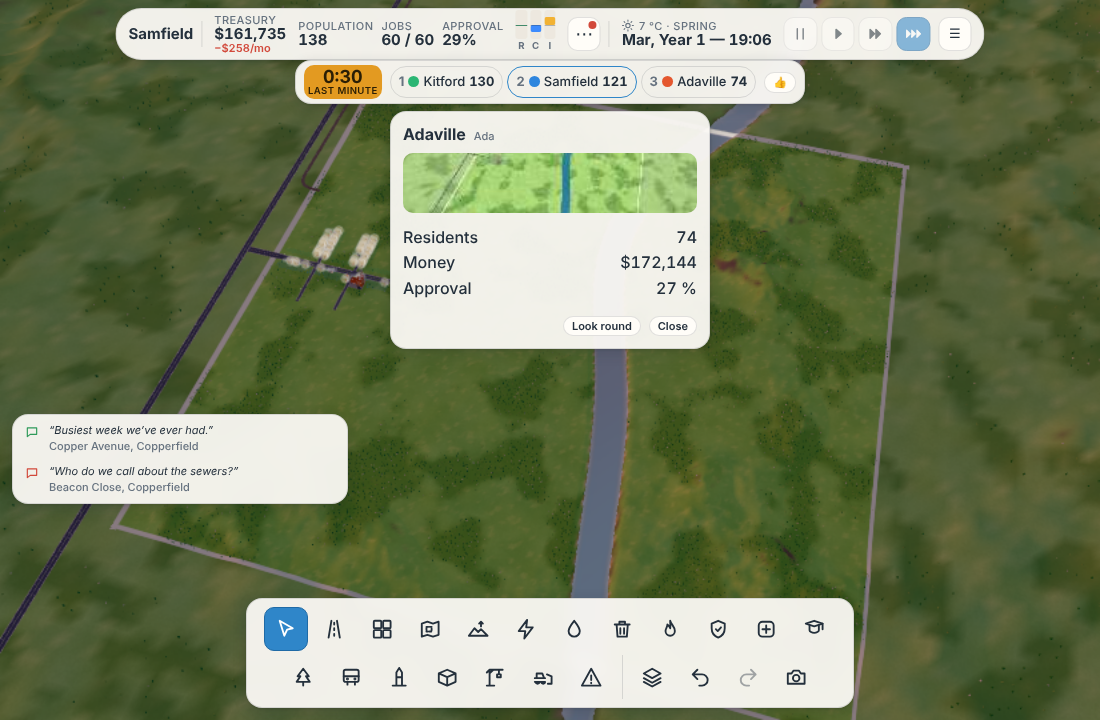 Samfield
TREASURY
$161,735
−$258/mo
POPULATION
138
JOBS
60 / 60
APPROVAL
29%
R C I
7 °C · SPRING
Mar, Year 1 — 19:06
0:30
LAST MINUTE
1 Kitford 130
2 Samfield 121
3 Adaville 74
Adaville Ada
Residents 74
Money $172,144
Approval 27 %
Look round Close
“Busiest week we’ve ever had.”
Copper Avenue, Copperfield
“Who do we call about the sewers?”
Beacon Close, Copperfield